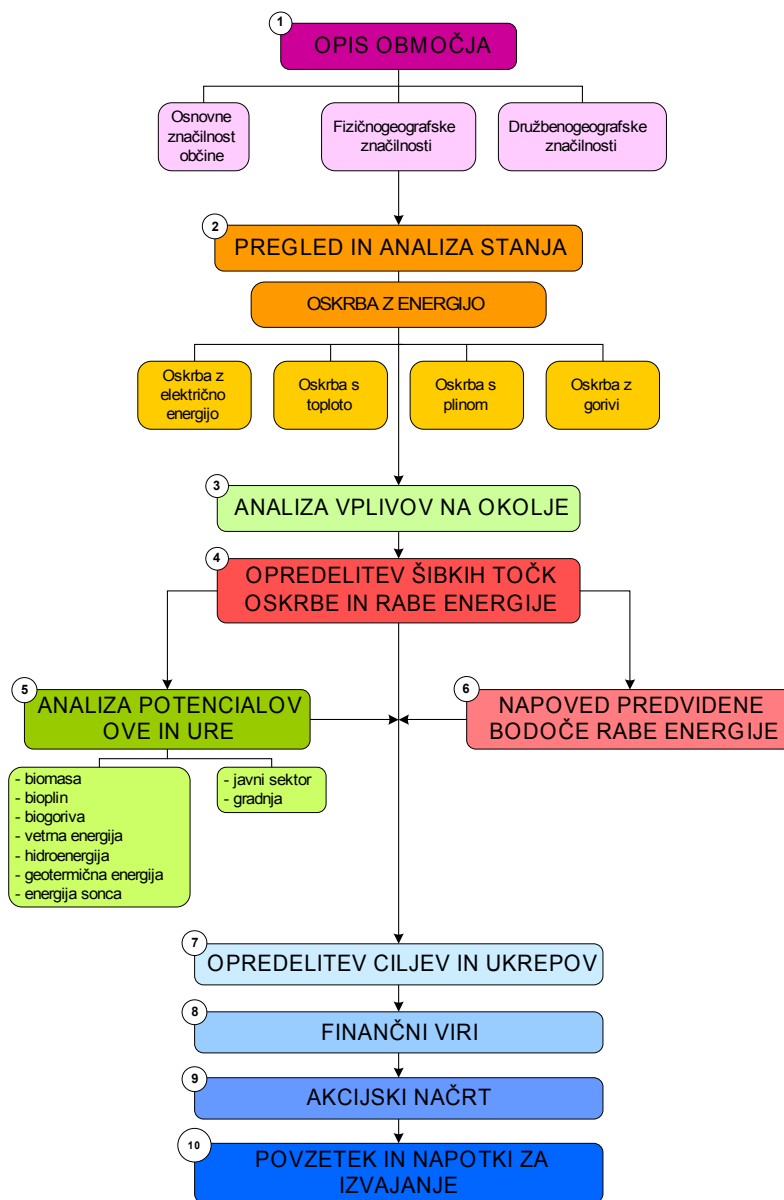 1
OPIS OBMOČJA
Osnovne
značilnost
občine
Fizičnogeografske
značilnosti
Družbenogeografske
značilnosti
2
PREGLED IN ANALIZA STANJA
OSKRBA Z ENERGIJO
Oskrba z
električno
energijo
Oskrba s
toploto
Oskrba s
plinom
Oskrba z
gorivi
3
ANALIZA VPLIVOV NA OKOLJE
4
OPREDELITEV ŠIBKIH TOČK
OSKRBE IN RABE ENERGIJE
5
ANALIZA POTENCIALOV
OVE IN URE
- biomasa
- bioplin
- biogoriva
- vetrna energija
- hidroenergija
- geotermična energija
- energija sonca
- javni sektor
- gradnja
6
NAPOVED PREDVIDENE
BODOČE RABE ENERGIJE
7
OPREDELITEV CILJEV IN UKREPOV
8
FINANČNI VIRI
9
AKCIJSKI NAČRT
10
POVZETEK IN NAPOTKI ZA
IZVAJANJE